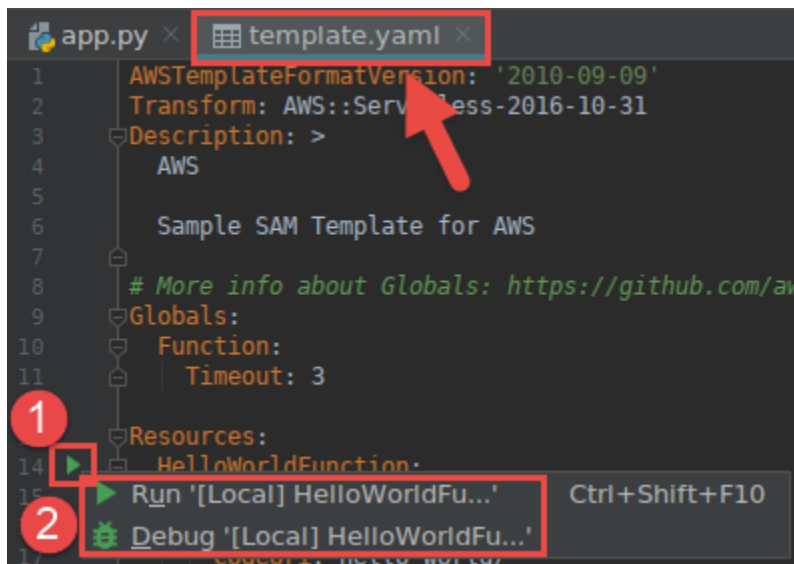 app.py × template.yaml ×
1 AWSTemplateFormatVersion: '2010-09-09'
2 Transform: AWS::Serv less-2016-10-31
3 Description: >
4 AWS
5
6 Sample SAM Template for AWS
7
8 # More info about Globals: https://github.com/aw
9 Globals:
10 Function:
11 Timeout: 3
1
Resources:
14 HelloWorldFunction:
15 Run '[Local] HelloWorldFu...' Ctrl+Shift+F10
2
Debug '[Local] HelloWorldFu...'
17